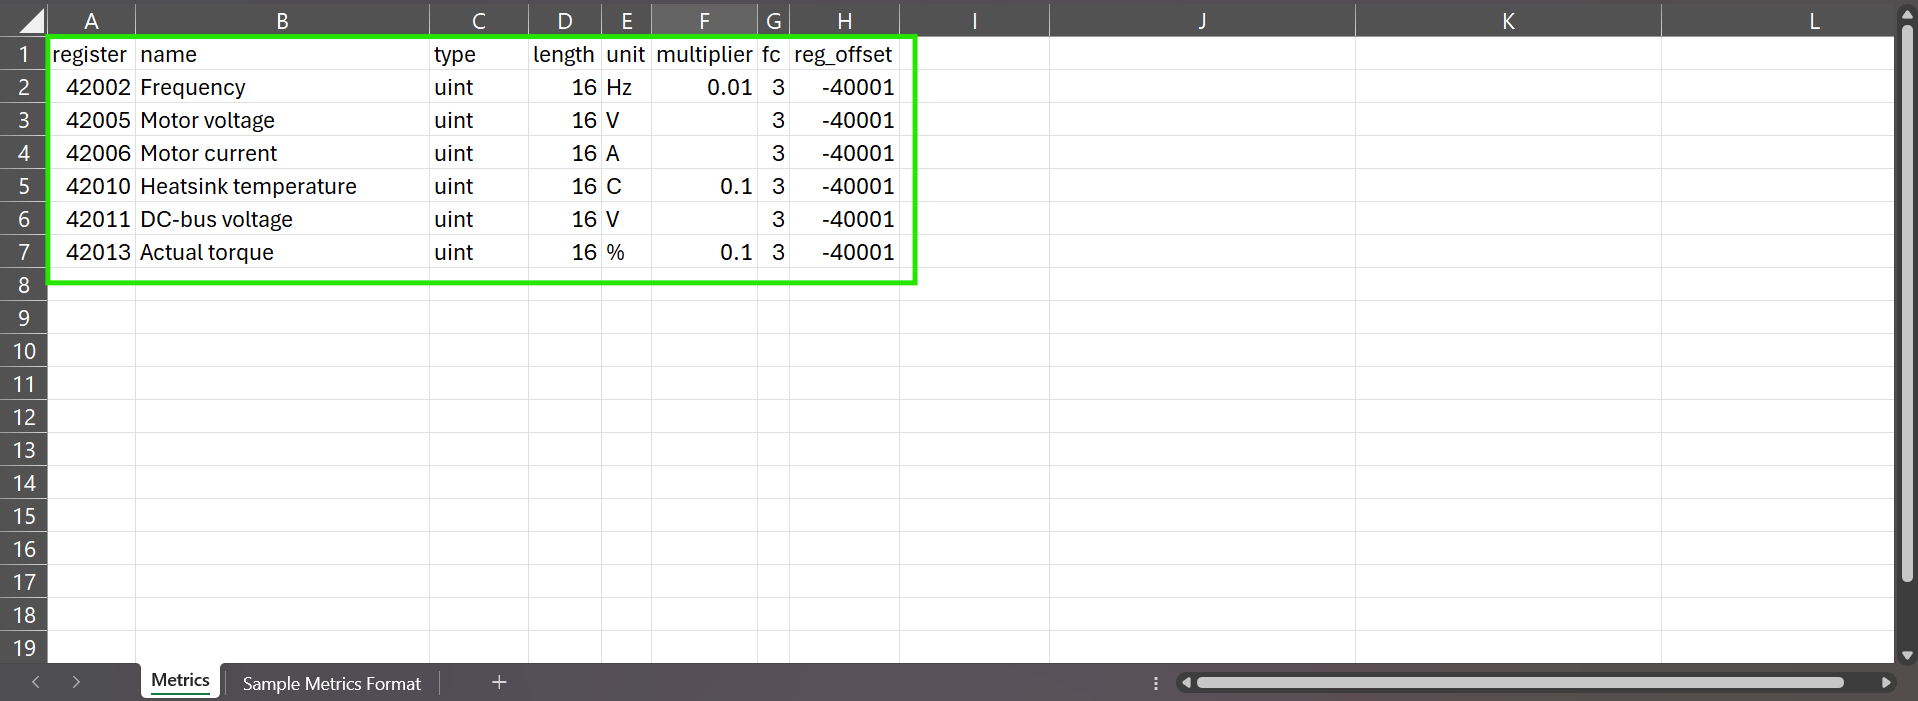 A B C D E F G H I J K L
1 register name type length unit multiplier fc reg_offset
2 42002 Frequency uint 16 Hz 0.01 3 -40001
3 42005 Motor voltage uint 16 V 3 -40001
4 42006 Motor current uint 16 A 3 -40001
5 42010 Heatsink temperature uint 16 C 0.1 3 -40001
6 42011 DC-bus voltage uint 16 V 3 -40001
7 42013 Actual torque uint 16 % 0.1 3 -40001
8
9
10
11
12
13
14
15
16
17
18
19
Metrics Sample Metrics Format +